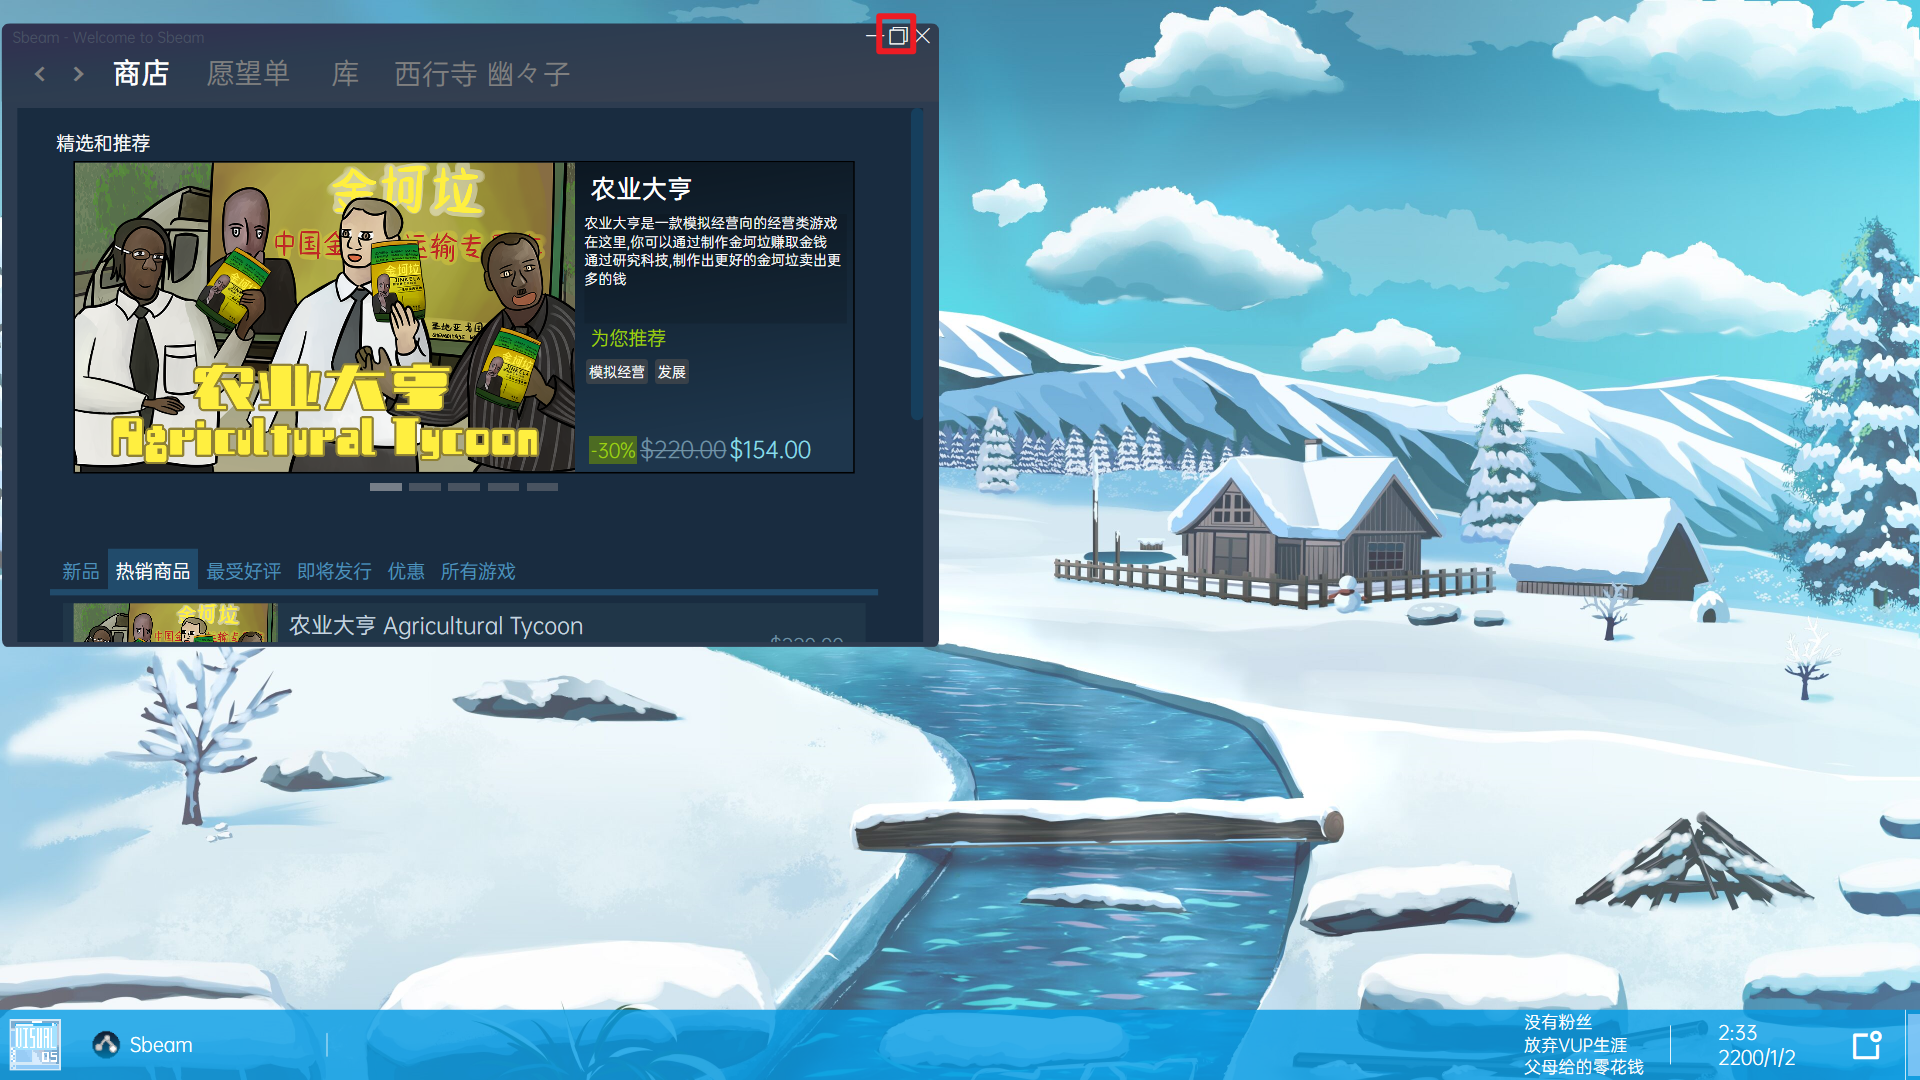 Sbeam - Welcome to Sbeam
商店 愿望单 库 西行寺 幽々子
精选和推荐
金坷垃
农业大亨
Agricultural Tycoon
农业大亨
农业大亨是一款模拟经营向的经营类游戏
在这里,你可以通过制作金坷垃赚取金钱
通过研究科技,制作出更好的金坷垃卖出更
多的钱
为您推荐
模拟经营 发展
-30% $220.00 $154.00
新品 热销商品 最受好评 即将发行 优惠 所有游戏
农业大亨 Agricultural Tycoon
Sbeam
没有粉丝
放弃VUP生涯
父母给的零花钱
2:33
2200/1/2